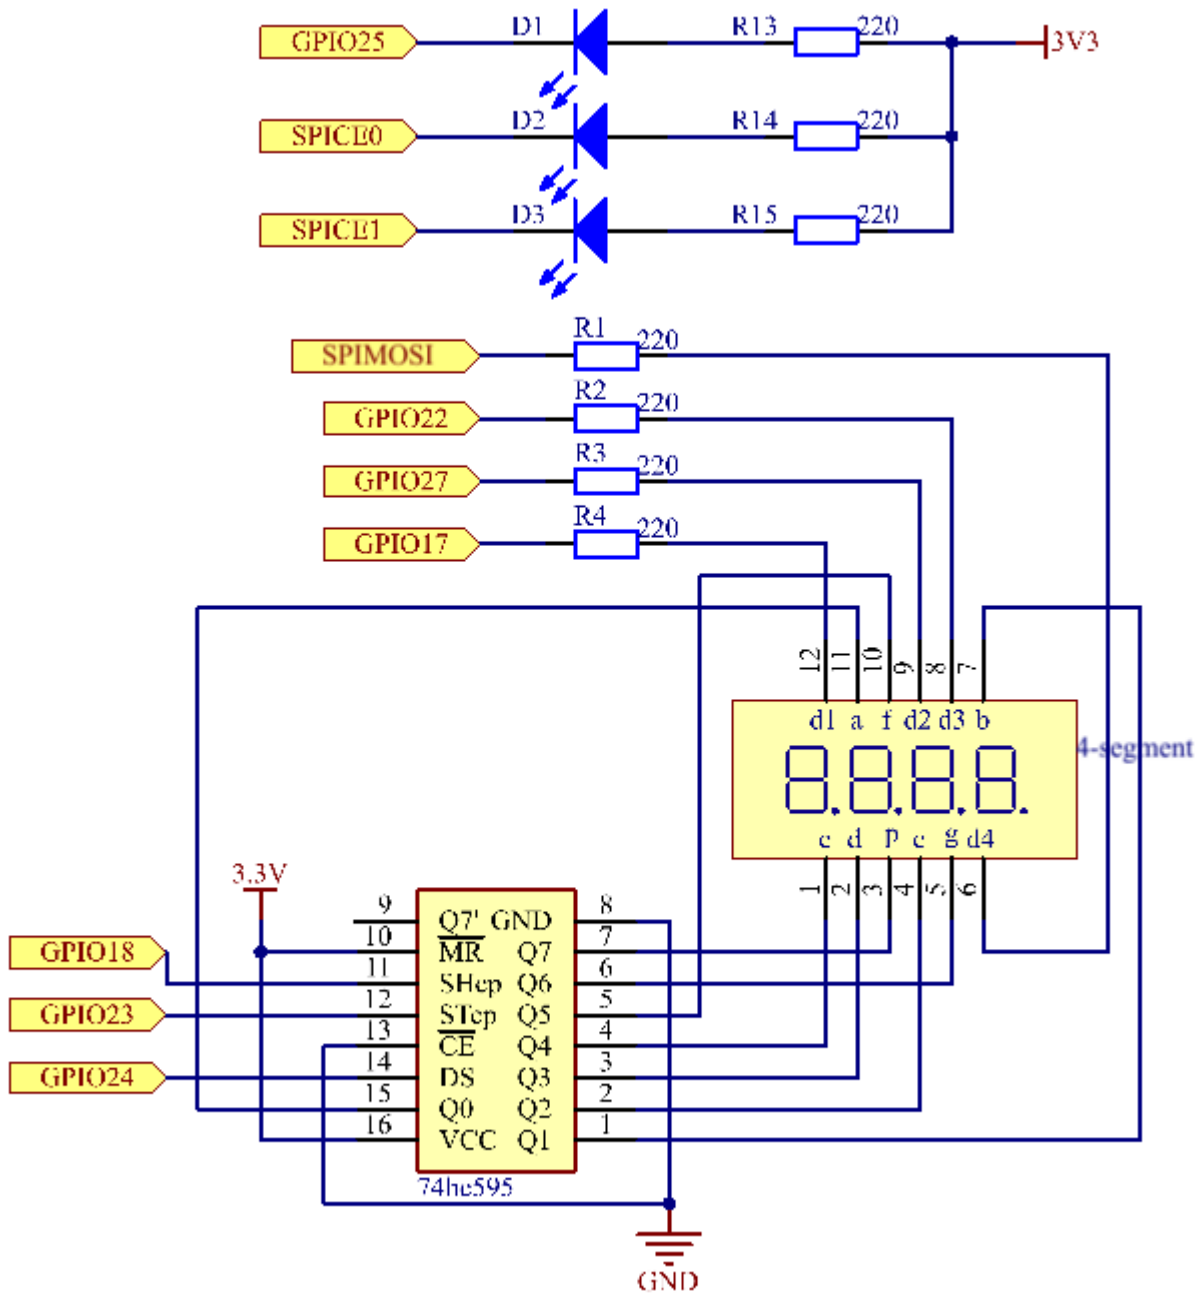 GPIO25 D1 R13 220 3V3
SPICE0 D2 R14 220
SPICE1 D3 R15 220
SPIMOSI R1 220
GPIO22 R2 220
GPIO27 R3 220
GPIO17 R4 220
12 11 10 9 8 7
d1 a f d2 d3 b
4-segment
8.8.8.8.
e d p c g d4
1 2 3 4 5 6
3.3V
9 Q7' GND 8
GPIO18 10 MR Q7 7
11 SHcp Q6 6
GPIO23 12 STcp Q5 5
13 CE Q4 4
GPIO24 14 DS Q3 3
15 Q0 Q2 2
16 VCC Q1 1
74hc595
GND